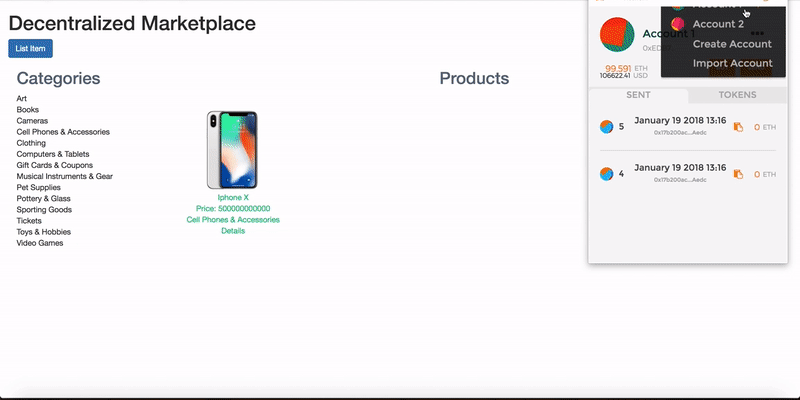 Decentralized Marketplace
List Item
Categories
Art
Books
Cameras
Cell Phones & Accessories
Clothing
Computers & Tablets
Gift Cards & Coupons
Musical Instruments & Gear
Pet Supplies
Pottery & Glass
Sporting Goods
Tickets
Toys & Hobbies
Video Games
Products
Iphone X
Price: 500000000000
Cell Phones & Accessories
Details
Account 2
Create Account
Import Account
Account 1
99.591 ETH
106622.41 USD
SENT
TOKENS
5
January 19 2018 13:16
0x17b200ac...Aedc
0 ETH
4
January 19 2018 13:16
0x17b200ac...Aedc
0 ETH